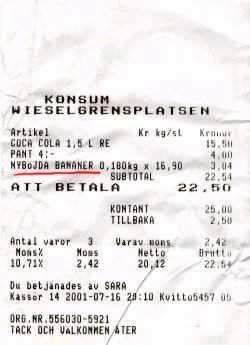 KONSUM
WIESELGRENSPLATSEN
Artikel Kr kg/st Kronor
COCA COLA 1,5 L RE 15,50
PANT 4:- 4,00
NYBöJDA BANANER 0,180kg x 16,90 3,04
SUBTOTAL 22,54
ATT BETALA 22,50
KONTANT 25,00
TILLBAKA 2,50
Antal varor 3 Varav moms 2,42
Moms% Moms Netto Brutto
10,71% 2,42 20,12 22,54
Du betjänades av SARA
Kassör 14 2001-07-16 20:10 Kvitto5457 05
ORG.NR.556030-5921
TACK OCH VÄLKOMMEN ÅTER